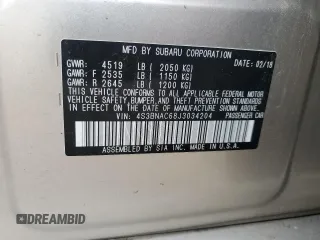 MFD BY SUBARU CORPORATION
GVWR: 4519 LB ( 2050 KG) DATE: 02/18
GAWR: F 2535 LB ( 1150 KG)
GAWR: R 2645 LB ( 1200 KG)
THIS VEHICLE CONFORMS TO ALL APPLICABLE FEDERAL MOTOR
VEHICLE SAFETY, BUMPER, AND THEFT PREVENTION STANDARDS
IN EFFECT ON THE DATE OF MANUFACTURE SHOWN ABOVE.
VIN: 4S3BNAC68J3034204 PASSENGER CAR
ASSEMBLED BY SIA INC. MADE IN U.S.A.
DREAMBID